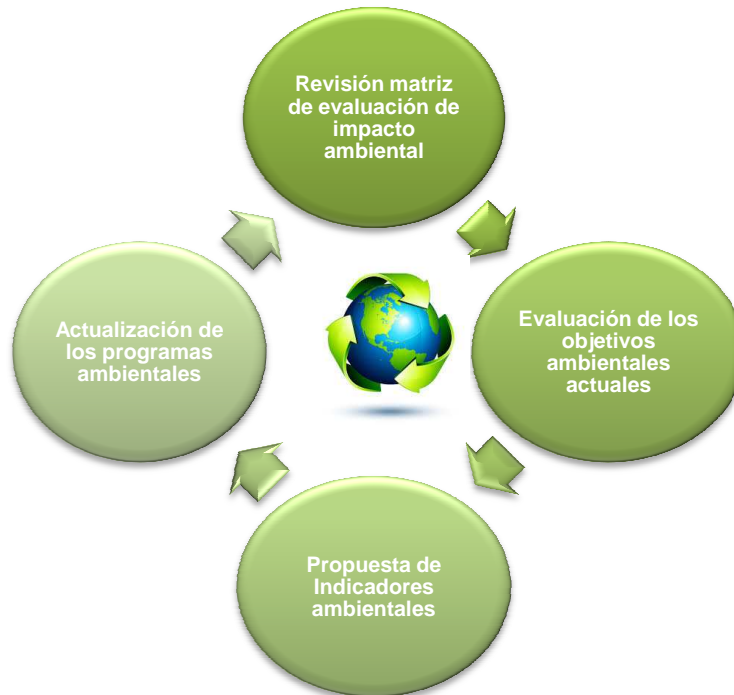 Revisión matriz
de evaluación de
impacto
ambiental
Evaluación de los
objetivos
ambientales
actuales
Propuesta de
Indicadores
ambientales
Actualización de
los programas
ambientales